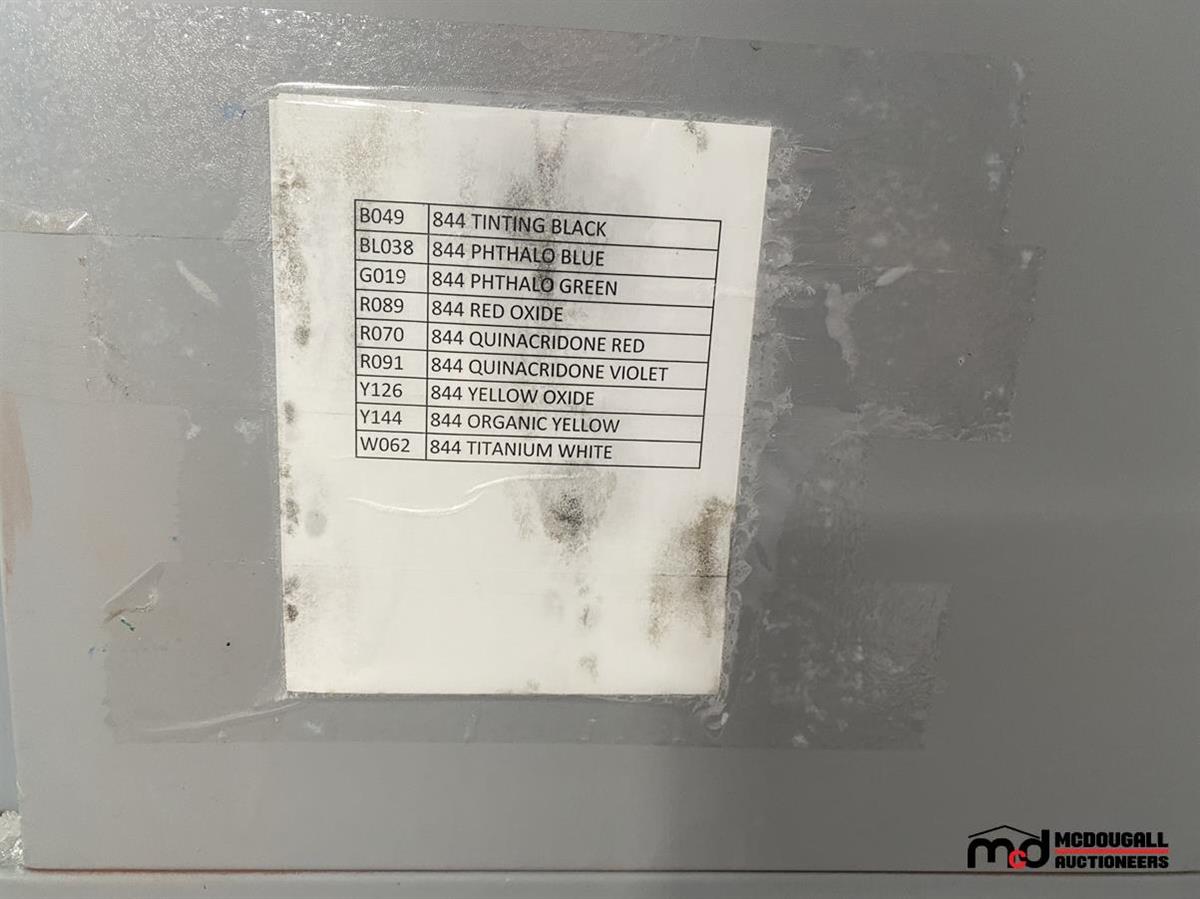 B049 844 TINTING BLACK
BL038 844 PHTHALO BLUE
G019 844 PHTHALO GREEN
R089 844 RED OXIDE
R070 844 QUINACRIDONE RED
R091 844 QUINACRIDONE VIOLET
Y126 844 YELLOW OXIDE
Y144 844 ORGANIC YELLOW
W062 844 TITANIUM WHITE
mcd MCDOUGALL
AUCTIONEERS